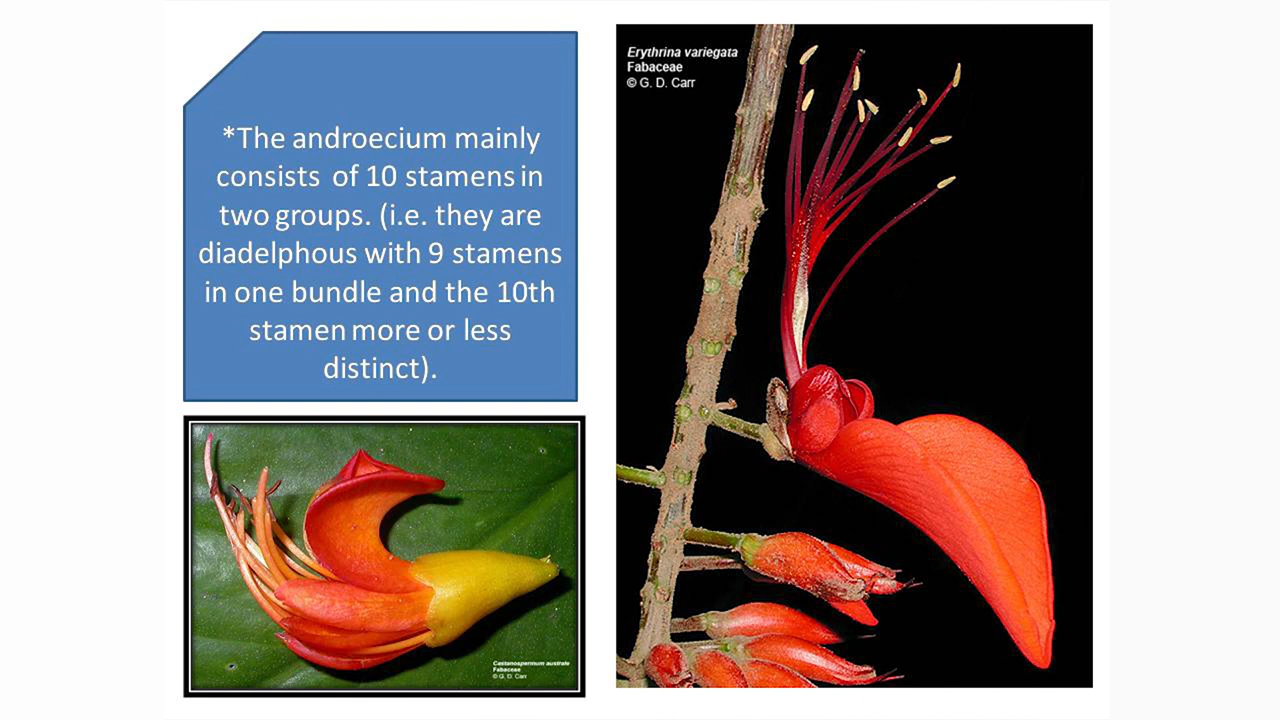 *The androecium mainly
consists of 10 stamens in
two groups. (i.e. they are
diadelphous with 9 stamens
in one bundle and the 10th
stamen more or less
distinct).
Erythrina variegata
Fabaceae
© G. D. Carr
Castanospermum australe
Fabaceae
© G. D. Carr